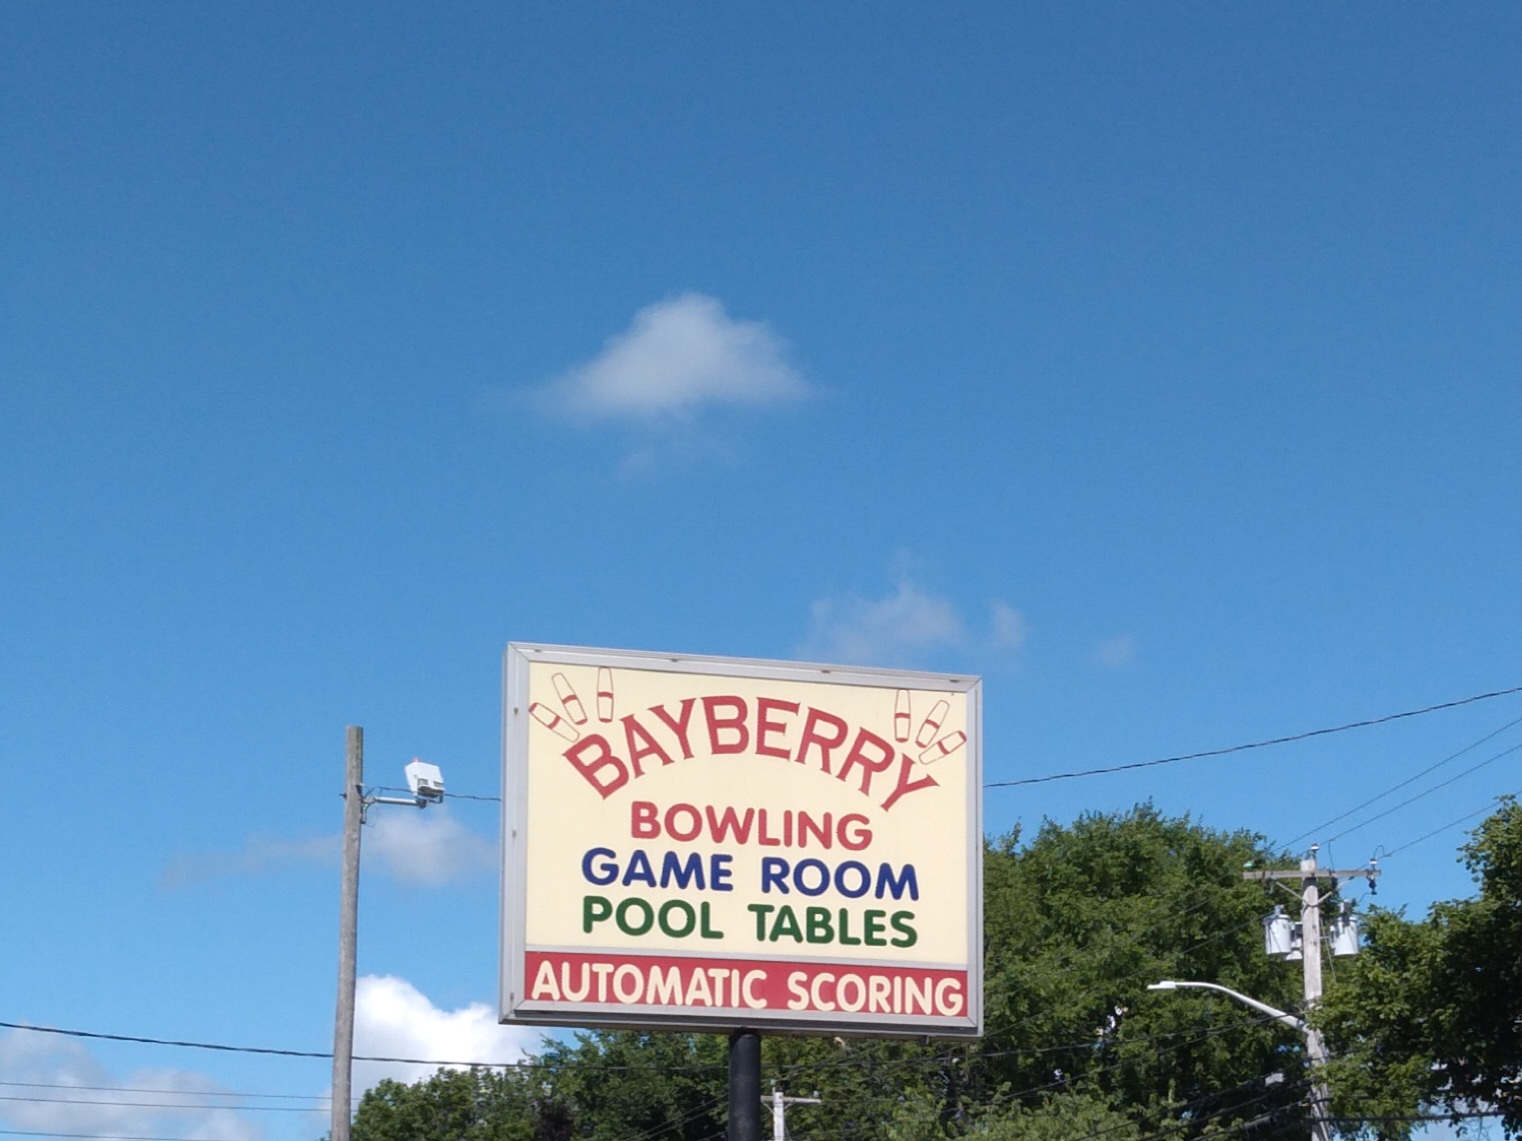 BAYBERRY
BOWLING
GAME ROOM
POOL TABLES
AUTOMATIC SCORING